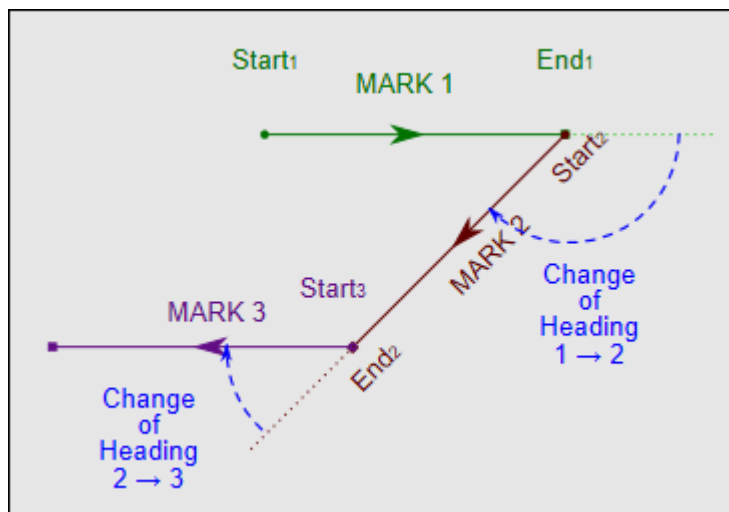 Start₁
End₁
MARK 1
Start₂
MARK 2
Change
of
Heading
1 → 2
Start₃
MARK 3
End₂
Change
of
Heading
2 → 3